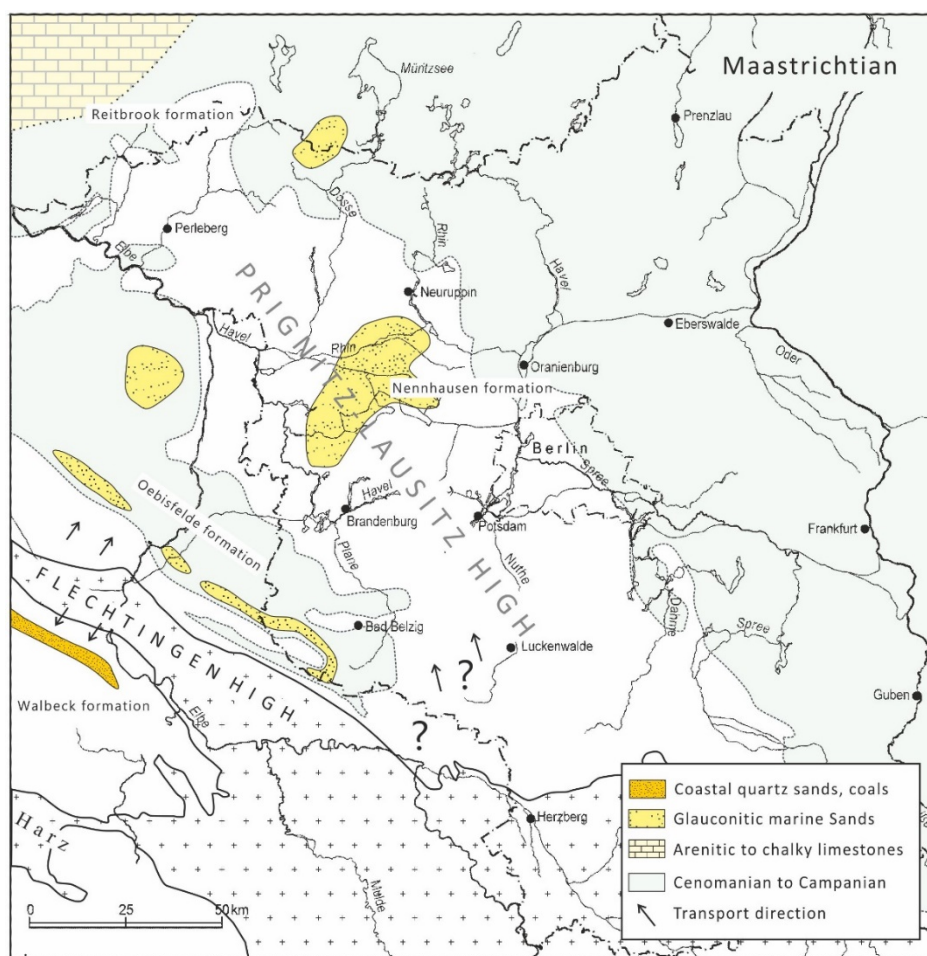 Maastrichtian
Müritzsee
Prenzlau
Reitbrook formation
Dosse
Rhin
Perleberg
Elbe
Havel
PRIGNITZ-LAUSITZ HIGH
Neuruppin
Havel
Rhin
Eberswalde
Oder
Oranienburg
Nennhausen formation
Berlin
Spree
Oebisfelde formation
Havel
Brandenburg
Potsdam
Frankfurt
Plane
Nuthe
FLECHTINGEN HIGH
Bad Belzig
Dahme
Spree
Luckenwalde
?
Guben
Walbeck formation
Elbe
?
Harz
Mulde
Herzberg
0 25 50km
Coastal quartz sands, coals
Glauconitic marine Sands
Arenitic to chalky limestones
Cenomanian to Campanian
Transport direction